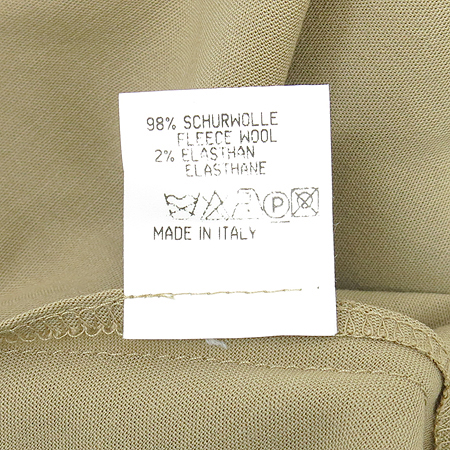 98% SCHURWOLLE
FLEECE WOOL
2% ELASTHAN
ELASTHANE
P
MADE IN ITALY